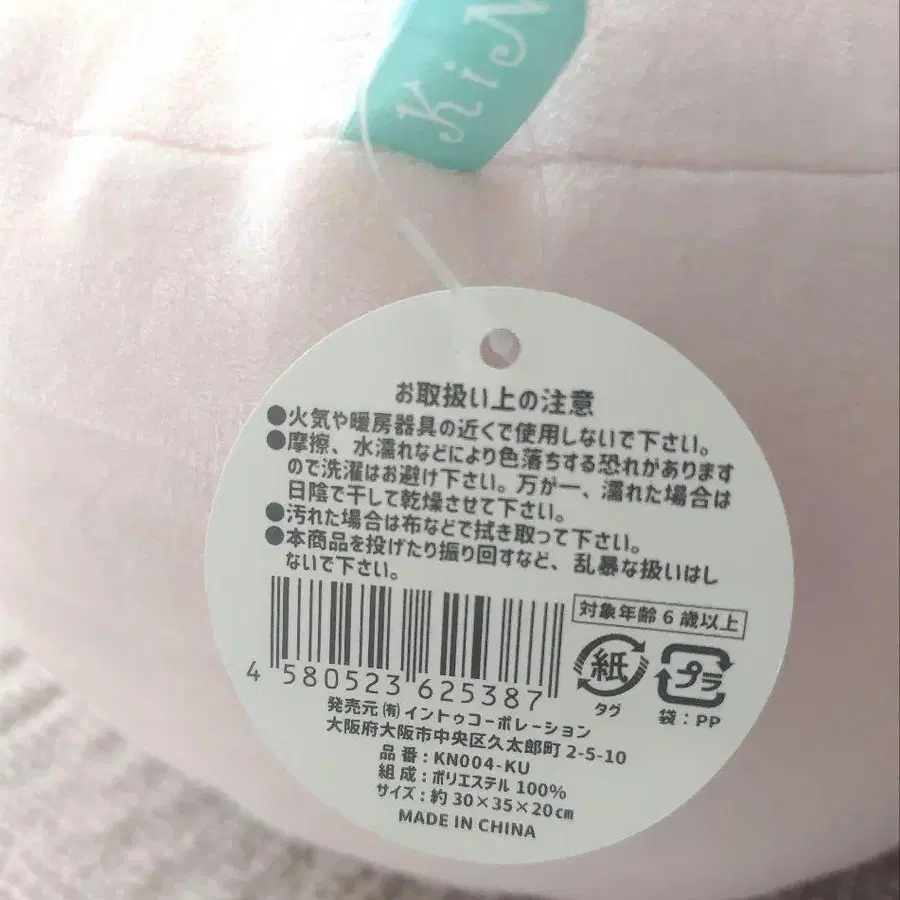 KiN
お取扱い上の注意
●火気や暖房器具の近くで使用しないで下さい。
●摩擦、水濡れなどにより色落ちする恐れがあります
ので洗濯はお避け下さい。万が一、濡れた場合は
日陰で干して乾燥させて下さい。
●汚れた場合は布などで拭き取って下さい。
●本商品を投げたり振り回すなど、乱暴な扱いはし
ないで下さい。
対象年齢6歳以上
紙
タグ
プラ
袋:PP
4 580523 625387
発売元(有)イントゥコーポレーション
大阪府大阪市中央区久太郎町 2-5-10
品番:KN004-KU
組成:ポリエステル 100%
サイズ:約30×35×20cm
MADE IN CHINA